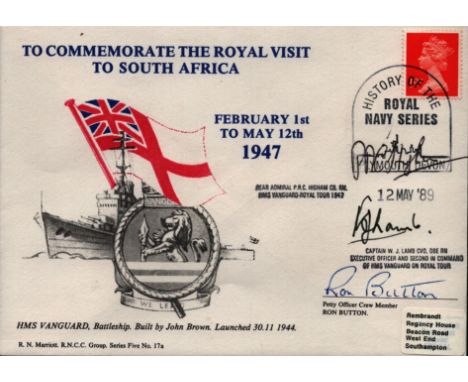 TO COMMEMORATE THE ROYAL VISIT
TO SOUTH AFRICA
FEBRUARY 1st
TO MAY 12th
1947
HISTORY OF THE
ROYAL
NAVY SERIES
PLYMOUTH DEVON
12 MAY '89
REAR ADMIRAL P.R.C. HIGHAM CB, RN.
HMS VANGUARD-ROYAL TOUR 1947
CAPTAIN W. J. LAMB CVO, OBE RN
EXECUTIVE OFFICER AND SECOND IN COMMAND
OF HMS VANGUARD ON ROYAL TOUR
Ron Button
Petty Officer Crew Member
RON BUTTON.
WE LE
HMS VANGUARD, Battleship. Built by John Brown. Launched 30.11 1944.
R. N. Marriott. R.N.C.C. Group. Series Five No. 17a
Rembrandt
Regency House
Beacon Road
West End
Southampton